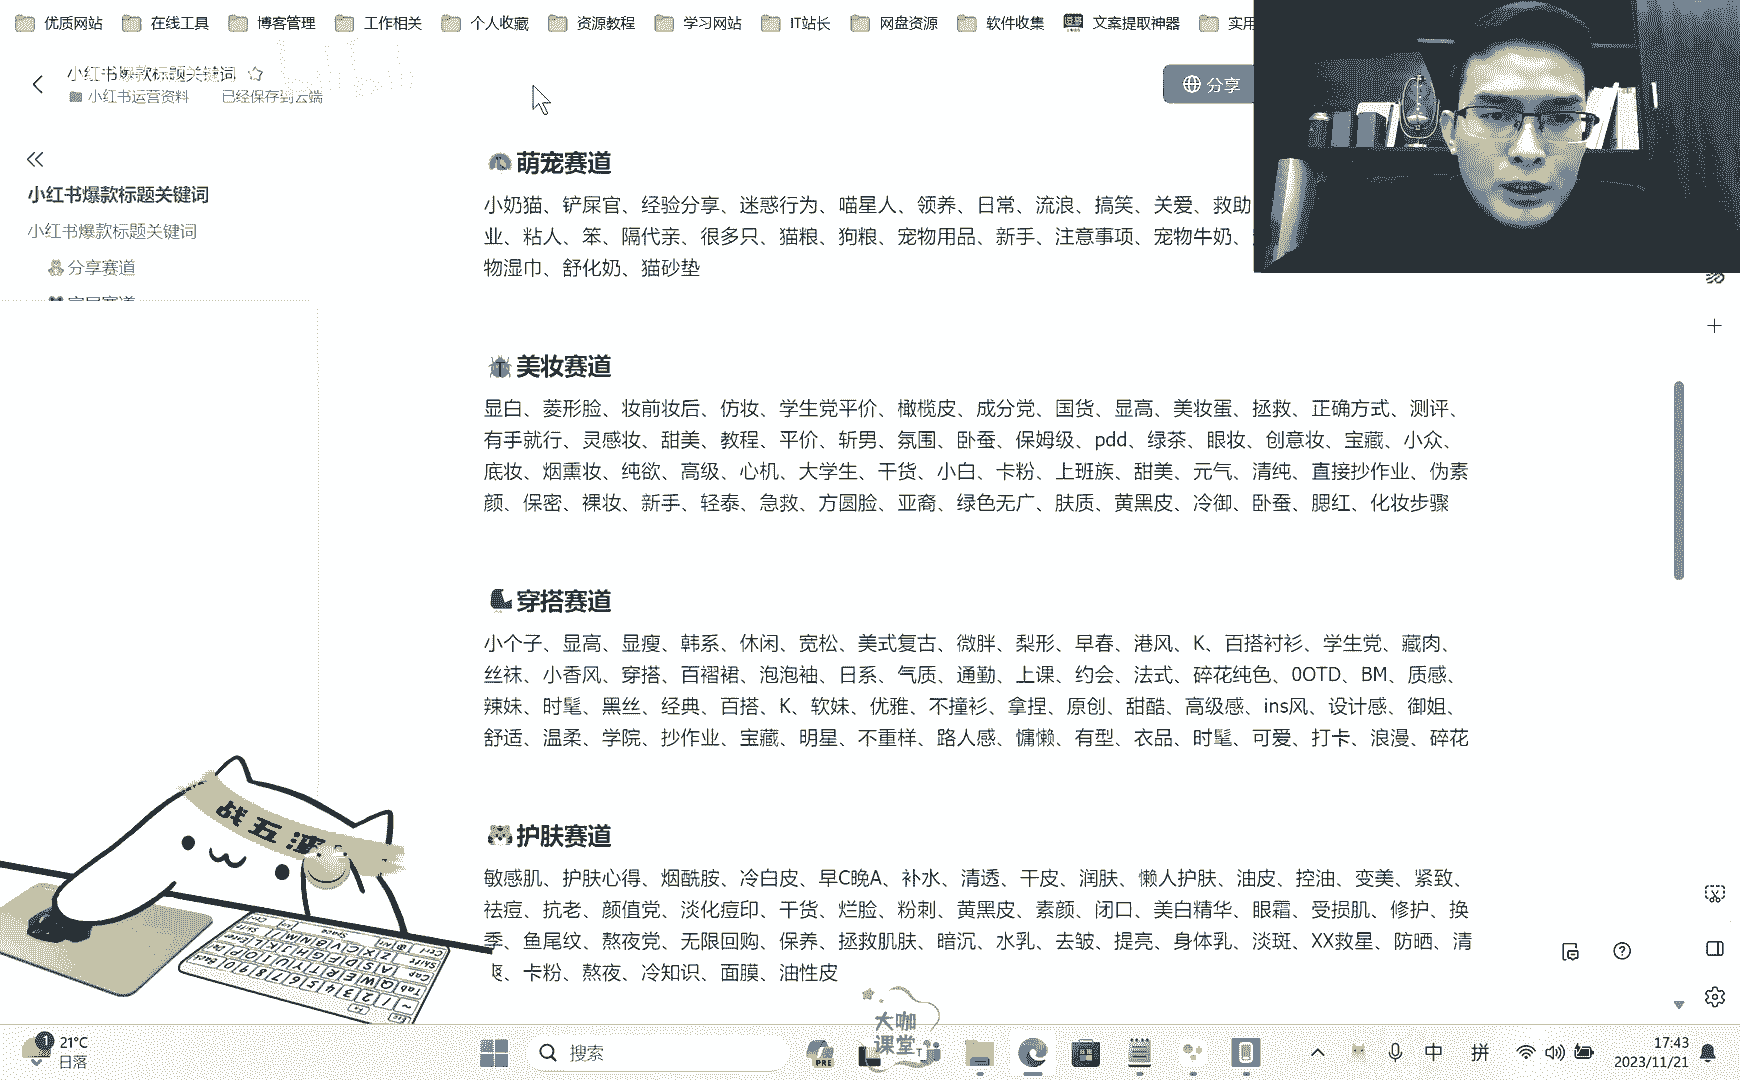 优质网站 在线工具 博客管理 工作相关 个人收藏 资源教程 学习网站 IT站长 网盘资源 软件收集 文案提取神器 实用
小红书爆款标题关键词
小红书运营资料 已经保存到云端
分享
小红书爆款标题关键词
小红书爆款标题关键词
分享赛道
萌宠赛道
小奶猫、铲屎官、经验分享、迷惑行为、喵星人、领养、日常、流浪、搞笑、关爱、救助
业、粘人、笨、隔代亲、很多只、猫粮、狗粮、宠物用品、新手、注意事项、宠物牛奶、
物湿巾、舒化奶、猫砂垫
美妆赛道
显白、菱形脸、妆前妆后、仿妆、学生党平价、橄榄皮、成分党、国货、显高、美妆蛋、拯救、正确方式、测评、
有手就行、灵感妆、甜美、教程、平价、斩男、氛围、卧蚕、保姆级、pdd、绿茶、眼妆、创意妆、宝藏、小众、
底妆、烟熏妆、纯欲、高级、心机、大学生、干货、小白、卡粉、上班族、甜美、元气、清纯、直接抄作业、伪素
颜、保密、裸妆、新手、轻泰、急救、方圆脸、亚裔、绿色无广、肤质、黄黑皮、冷御、卧蚕、腮红、化妆步骤
穿搭赛道
小个子、显高、显瘦、韩系、休闲、宽松、美式复古、微胖、梨形、早春、港风、K、百搭衬衫、学生党、藏肉、
丝袜、小香风、穿搭、百褶裙、泡泡袖、日系、气质、通勤、上课、约会、法式、碎花纯色、0OTD、BM、质感、
辣妹、时髦、黑丝、经典、百搭、K、软妹、优雅、不撞衫、拿捏、原创、甜酷、高级感、ins风、设计感、御姐、
舒适、温柔、学院、抄作业、宝藏、明星、不重样、路人感、慵懒、有型、衣品、时髦、可爱、打卡、浪漫、碎花
护肤赛道
敏感肌、护肤心得、烟酰胺、冷白皮、早C晚A、补水、清透、干皮、润肤、懒人护肤、油皮、控油、变美、紧致、
祛痘、抗老、颜值党、淡化痘印、干货、烂脸、粉刺、黄黑皮、素颜、闭口、美白精华、眼霜、受损肌、修护、换
季、鱼尾纹、熬夜党、无限回购、保养、拯救肌肤、暗沉、水乳、去皱、提亮、身体乳、淡斑、XX救星、防晒、清
爽、卡粉、熬夜、冷知识、面膜、油性皮
战五渣
大咖
课堂
1
21°C
日落
搜索
PRE
中 拼
17:43
2023/11/21